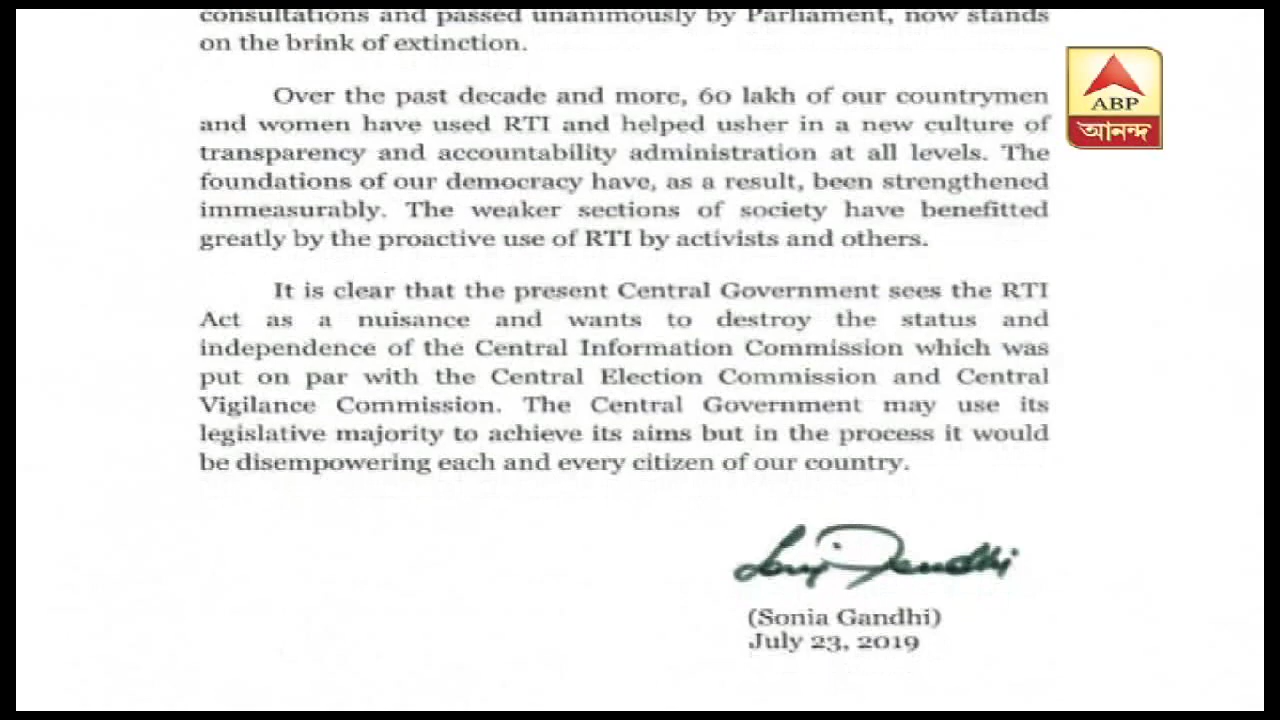 consultations and passed unanimously by Parliament, now stands
on the brink of extinction.
Over the past decade and more, 60 lakh of our countrymen
and women have used RTI and helped usher in a new culture of
transparency and accountability administration at all levels. The
foundations of our democracy have, as a result, been strengthened
immeasurably. The weaker sections of society have benefitted
greatly by the proactive use of RTI by activists and others.
It is clear that the present Central Government sees the RTI
Act as a nuisance and wants to destroy the status and
independence of the Central Information Commission which was
put on par with the Central Election Commission and Central
Vigilance Commission. The Central Government may use its
legislative majority to achieve its aims but in the process it would
be disempowering each and every citizen of our country.
Sonia Gandhi
(Sonia Gandhi)
July 23, 2019
ABP
আনন্দ